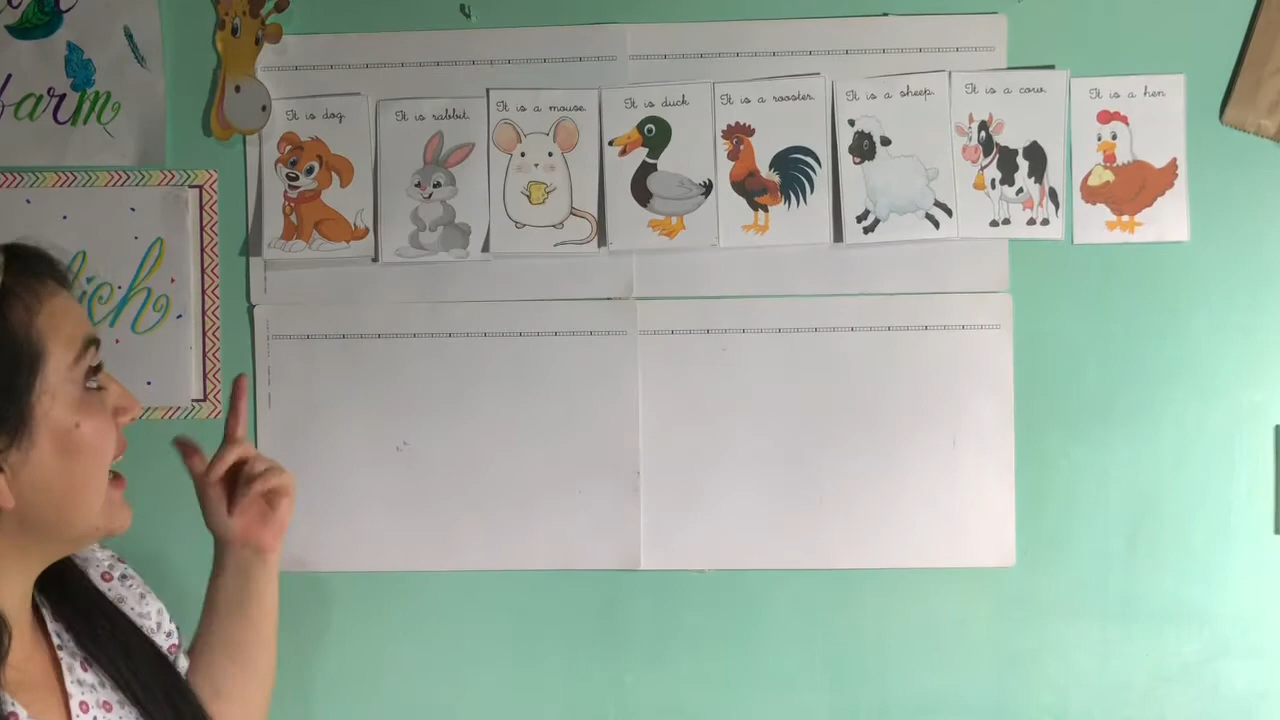 farm
It is dog.
It is rabbit.
It is a mouse.
It is duck
It is a rooster.
It is a sheep.
It is a cow.
It is a hen.